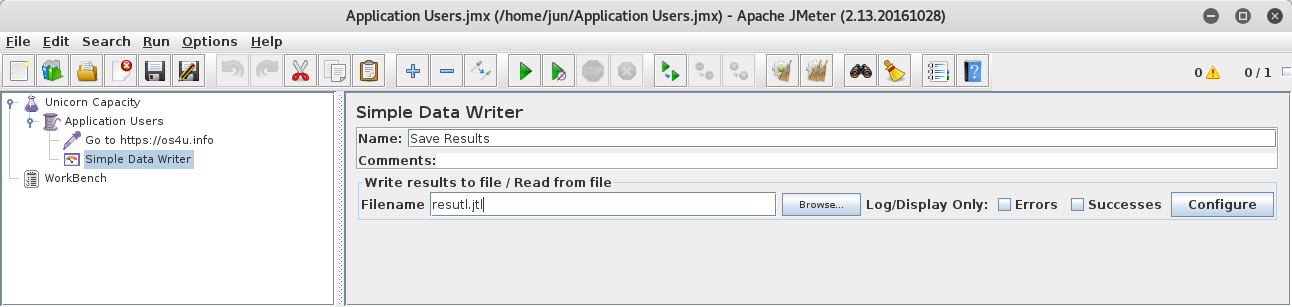 Application Users.jmx (/home/jun/Application Users.jmx) - Apache JMeter (2.13.20161028)
File Edit Search Run Options Help
STOP 0 0 / 1
Unicorn Capacity
Application Users
Go to https://os4u.info
Simple Data Writer
WorkBench
Simple Data Writer
Name: Save Results
Comments:
Write results to file / Read from file
Filename resutl.jtl Browse... Log/Display Only: Errors Successes Configure